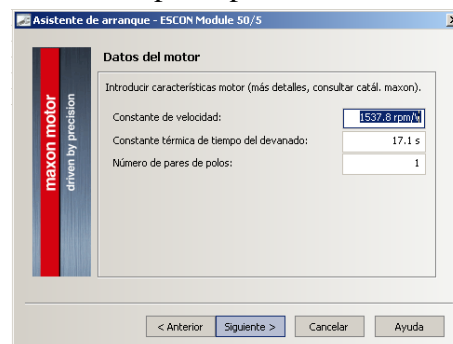 Asistente de arranque - ESCON Module 50/5
maxon motor
driven by precision
Datos del motor
Introducir características motor (más detalles, consultar catál. maxon).
Constante de velocidad: 1537.8 rpm/V
Constante térmica de tiempo del devanado: 17.1 s
Número de pares de polos: 1
< Anterior Siguiente > Cancelar Ayuda